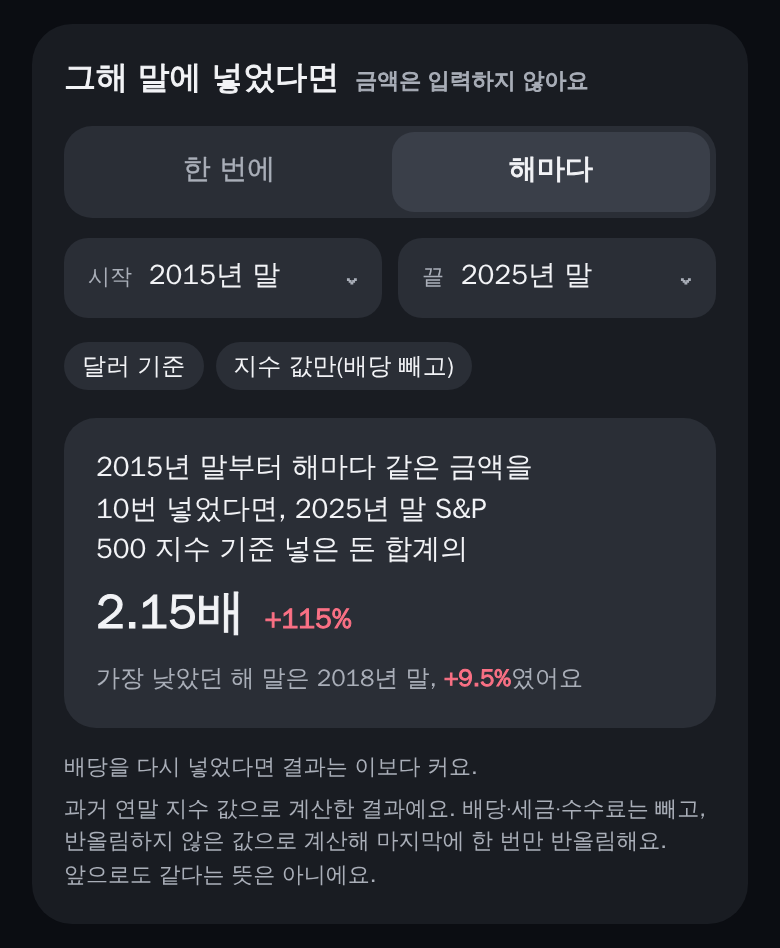 그해 말에 넣었다면 금액은 입력하지 않아요
한 번에 해마다
시작 2015년 말 끝 2025년 말
달러 기준 지수 값만(배당 빼고)
2015년 말부터 해마다 같은 금액을
10번 넣었다면, 2025년 말 S&P
500 지수 기준 넣은 돈 합계의
2.15배 +115%
가장 낮았던 해 말은 2018년 말, +9.5%였어요
배당을 다시 넣었다면 결과는 이보다 커요.
과거 연말 지수 값으로 계산한 결과예요. 배당·세금·수수료는 빼고,
반올림하지 않은 값으로 계산해 마지막에 한 번만 반올림해요.
앞으로도 같다는 뜻은 아니에요.